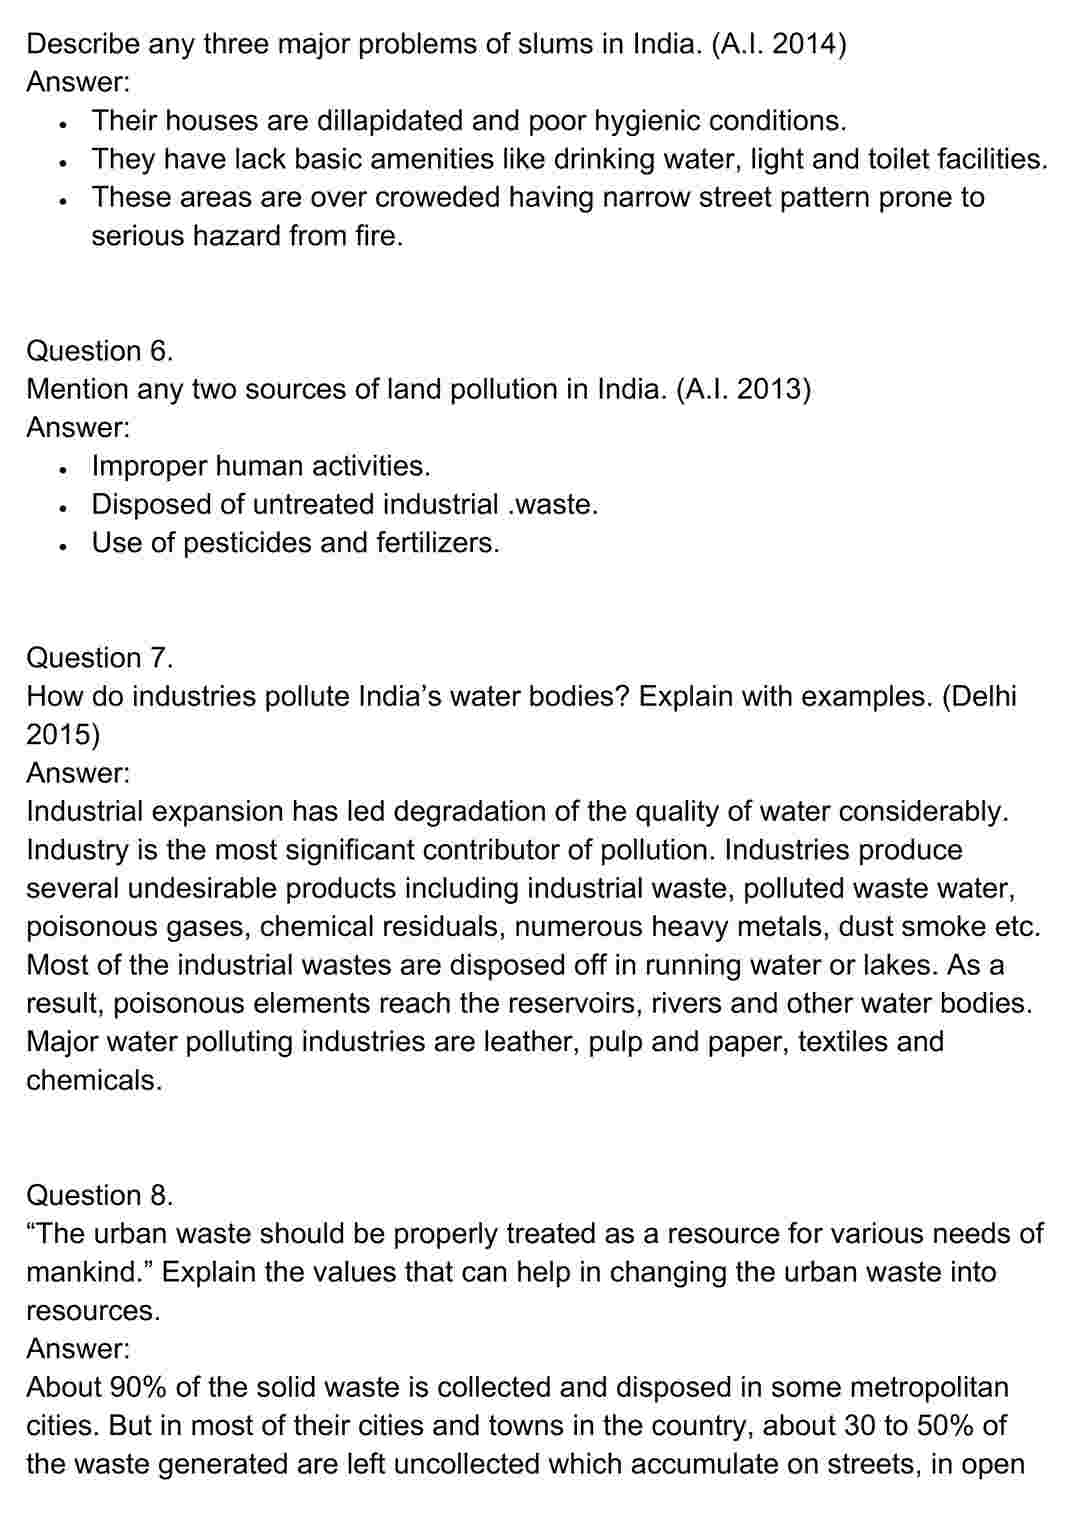 Describe any three major problems of slums in India. (A.I. 2014)
Answer:
• Their houses are dillapidated and poor hygienic conditions.
• They have lack basic amenities like drinking water, light and toilet facilities.
• These areas are over croweded having narrow street pattern prone to
serious hazard from fire.
Question 6.
Mention any two sources of land pollution in India. (A.I. 2013)
Answer:
• Improper human activities.
• Disposed of untreated industrial .waste.
• Use of pesticides and fertilizers.
Question 7.
How do industries pollute India’s water bodies? Explain with examples. (Delhi
2015)
Answer:
Industrial expansion has led degradation of the quality of water considerably.
Industry is the most significant contributor of pollution. Industries produce
several undesirable products including industrial waste, polluted waste water,
poisonous gases, chemical residuals, numerous heavy metals, dust smoke etc.
Most of the industrial wastes are disposed off in running water or lakes. As a
result, poisonous elements reach the reservoirs, rivers and other water bodies.
Major water polluting industries are leather, pulp and paper, textiles and
chemicals.
Question 8.
“The urban waste should be properly treated as a resource for various needs of
mankind.” Explain the values that can help in changing the urban waste into
resources.
Answer:
About 90% of the solid waste is collected and disposed in some metropolitan
cities. But in most of their cities and towns in the country, about 30 to 50% of
the waste generated are left uncollected which accumulate on streets, in open